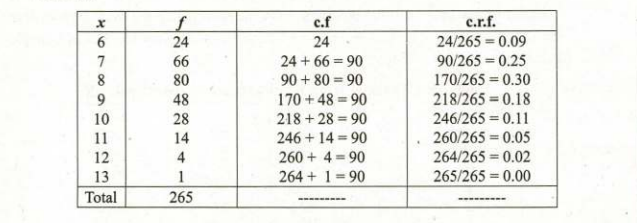 x f c.f c.r.f.
6 24 24 24/265 = 0.09
7 66 24 + 66 = 90 90/265 = 0.25
8 80 90 + 80 = 90 170/265 = 0.30
9 48 170 + 48 = 90 218/265 = 0.18
10 28 218 + 28 = 90 246/265 = 0.11
11 14 246 + 14 = 90 260/265 = 0.05
12 4 260 + 4 = 90 264/265 = 0.02
13 1 264 + 1 = 90 265/265 = 0.00
Total 265 --------- ---------